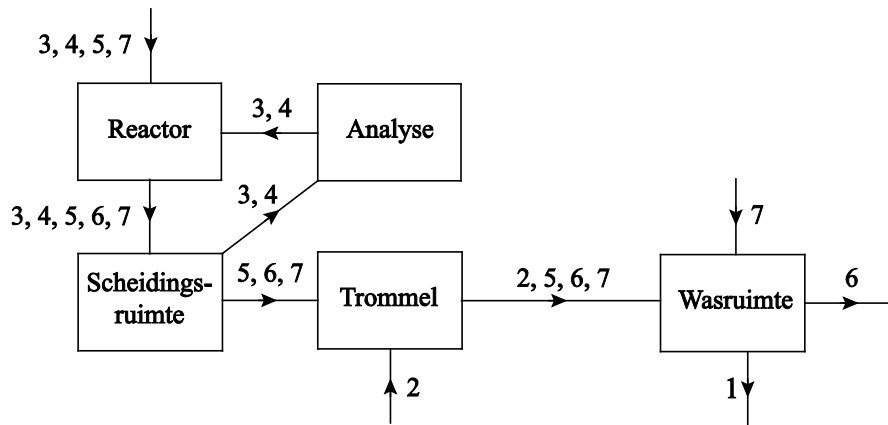 3, 4, 5, 7
Reactor
3, 4
Analyse
3, 4, 5, 6, 7
3, 4
7
Scheidings-
ruimte
5, 6, 7
Trommel
2, 5, 6, 7
Wasruimte
6
2
1